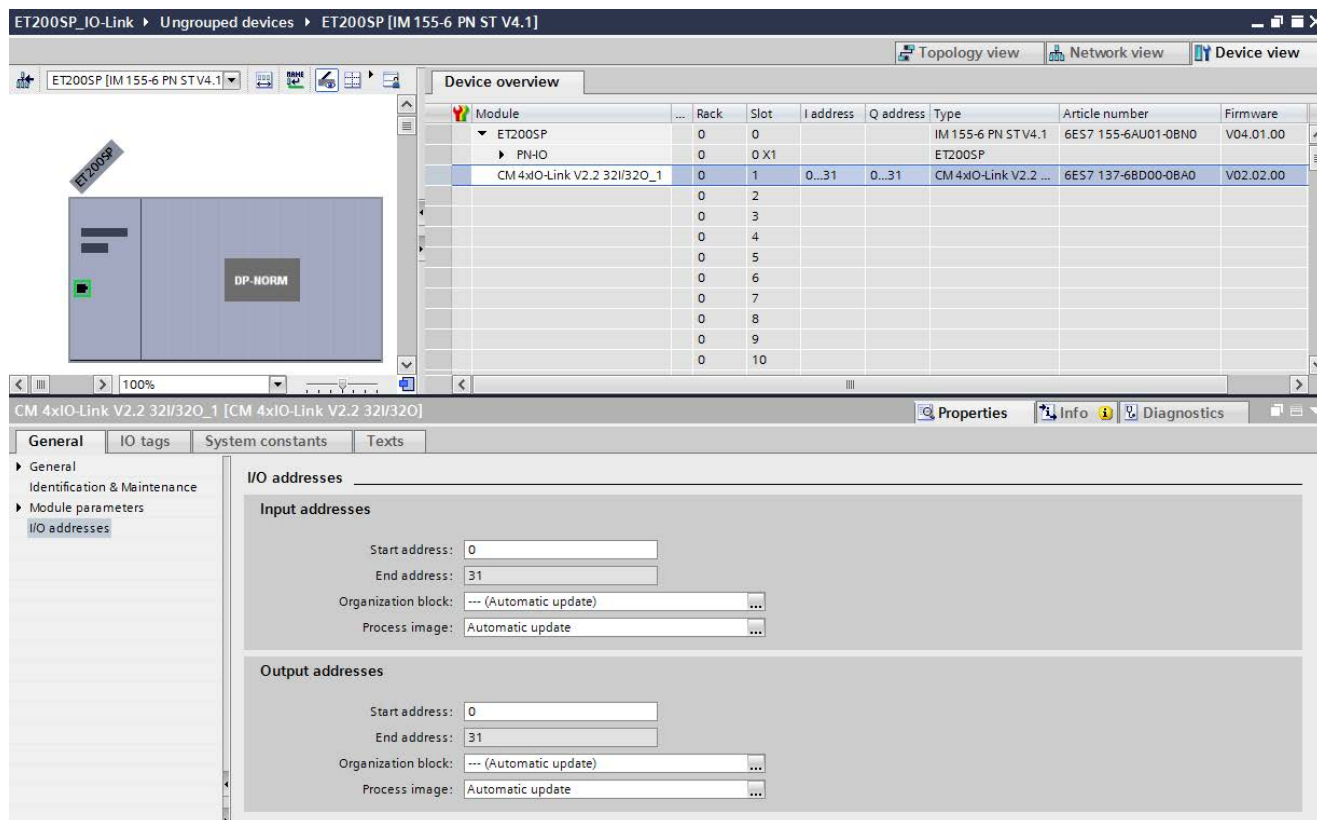 ET200SP_IO-Link ▸ Ungrouped devices ▸ ET200SP [IM 155-6 PN ST V4.1]
Topology view Network view Device view
ET200SP [IM 155-6 PN ST V4.1
Device overview
Module ... Rack Slot I address Q address Type Article number Firmware
ET200SP 0 0 IM 155-6 PN ST V4.1 6ES7 155-6AU01-0BN0 V04.01.00
PN-IO 0 0 X1 ET200SP
CM 4xIO-Link V2.2 32I/32O_1 0 1 0...31 0...31 CM 4xIO-Link V2.2 ... 6ES7 137-6BD00-0BA0 V02.02.00
0 2
0 3
0 4
0 5
0 6
0 7
0 8
0 9
0 10
ET200SP
DP-NORM
100%
CM 4xIO-Link V2.2 32I/32O_1 [CM 4xIO-Link V2.2 32I/32O]
Properties Info Diagnostics
General IO tags System constants Texts
General
Identification & Maintenance
Module parameters
I/O addresses
I/O addresses
Input addresses
Start address: 0
End address: 31
Organization block: --- (Automatic update) ...
Process image: Automatic update ...
Output addresses
Start address: 0
End address: 31
Organization block: --- (Automatic update) ...
Process image: Automatic update ...